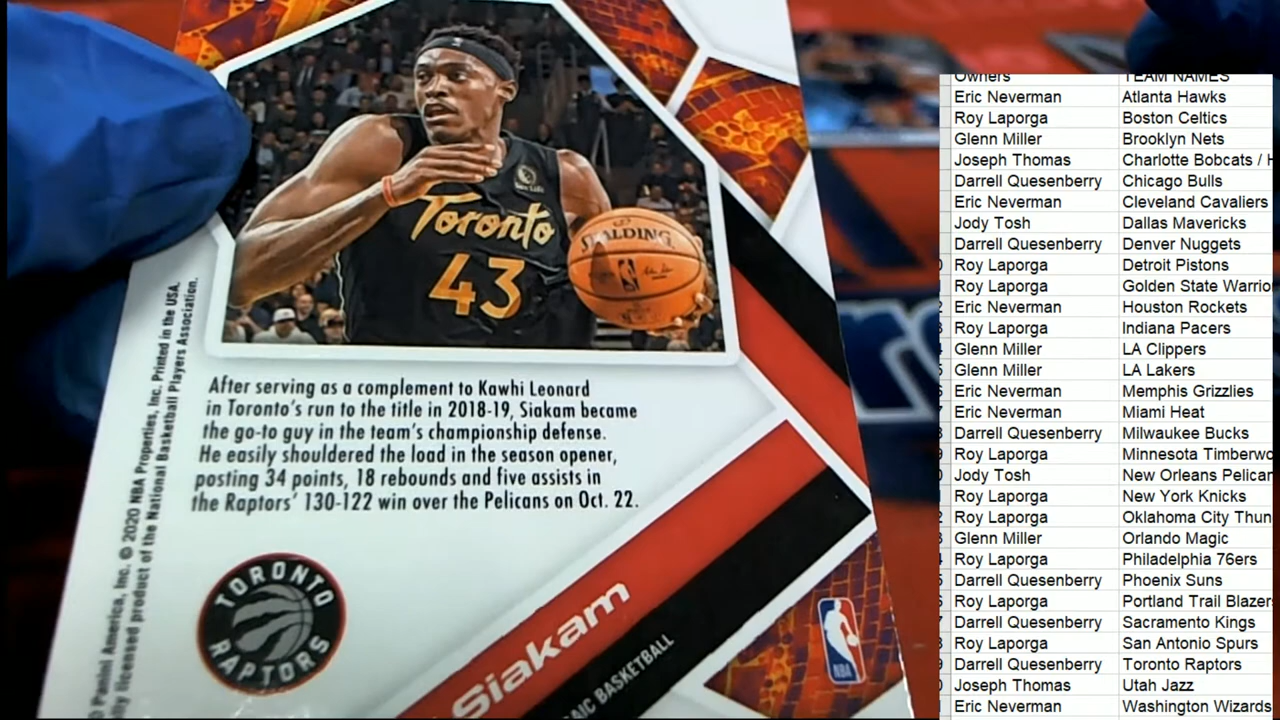 Toronto
43
SPALDING
After serving as a complement to Kawhi Leonard
in Toronto's run to the title in 2018-19, Siakam became
the go-to guy in the team's championship defense.
He easily shouldered the load in the season opener,
posting 34 points, 18 rebounds and five assists in
the Raptors' 130-122 win over the Pelicans on Oct. 22.
Panini America, Inc. © 2020 NBA Properties, Inc. Printed in the USA.
licensed product of the National Basketball Players Association.
TORONTO
RAPTORS
Siakam
AIC BASKETBALL
NBA
Owners TEAM NAMES
Eric Neverman Atlanta Hawks
Roy Laporga Boston Celtics
Glenn Miller Brooklyn Nets
Joseph Thomas Charlotte Bobcats / H
Darrell Quesenberry Chicago Bulls
Eric Neverman Cleveland Cavaliers
Jody Tosh Dallas Mavericks
Darrell Quesenberry Denver Nuggets
Roy Laporga Detroit Pistons
Roy Laporga Golden State Warrio
Eric Neverman Houston Rockets
Roy Laporga Indiana Pacers
Glenn Miller LA Clippers
Glenn Miller LA Lakers
Eric Neverman Memphis Grizzlies
Eric Neverman Miami Heat
Darrell Quesenberry Milwaukee Bucks
Roy Laporga Minnesota Timberwo
Jody Tosh New Orleans Pelican
Roy Laporga New York Knicks
Roy Laporga Oklahoma City Thun
Glenn Miller Orlando Magic
Roy Laporga Philadelphia 76ers
Darrell Quesenberry Phoenix Suns
Roy Laporga Portland Trail Blazers
Darrell Quesenberry Sacramento Kings
Roy Laporga San Antonio Spurs
Darrell Quesenberry Toronto Raptors
Joseph Thomas Utah Jazz
Eric Neverman Washington Wizards